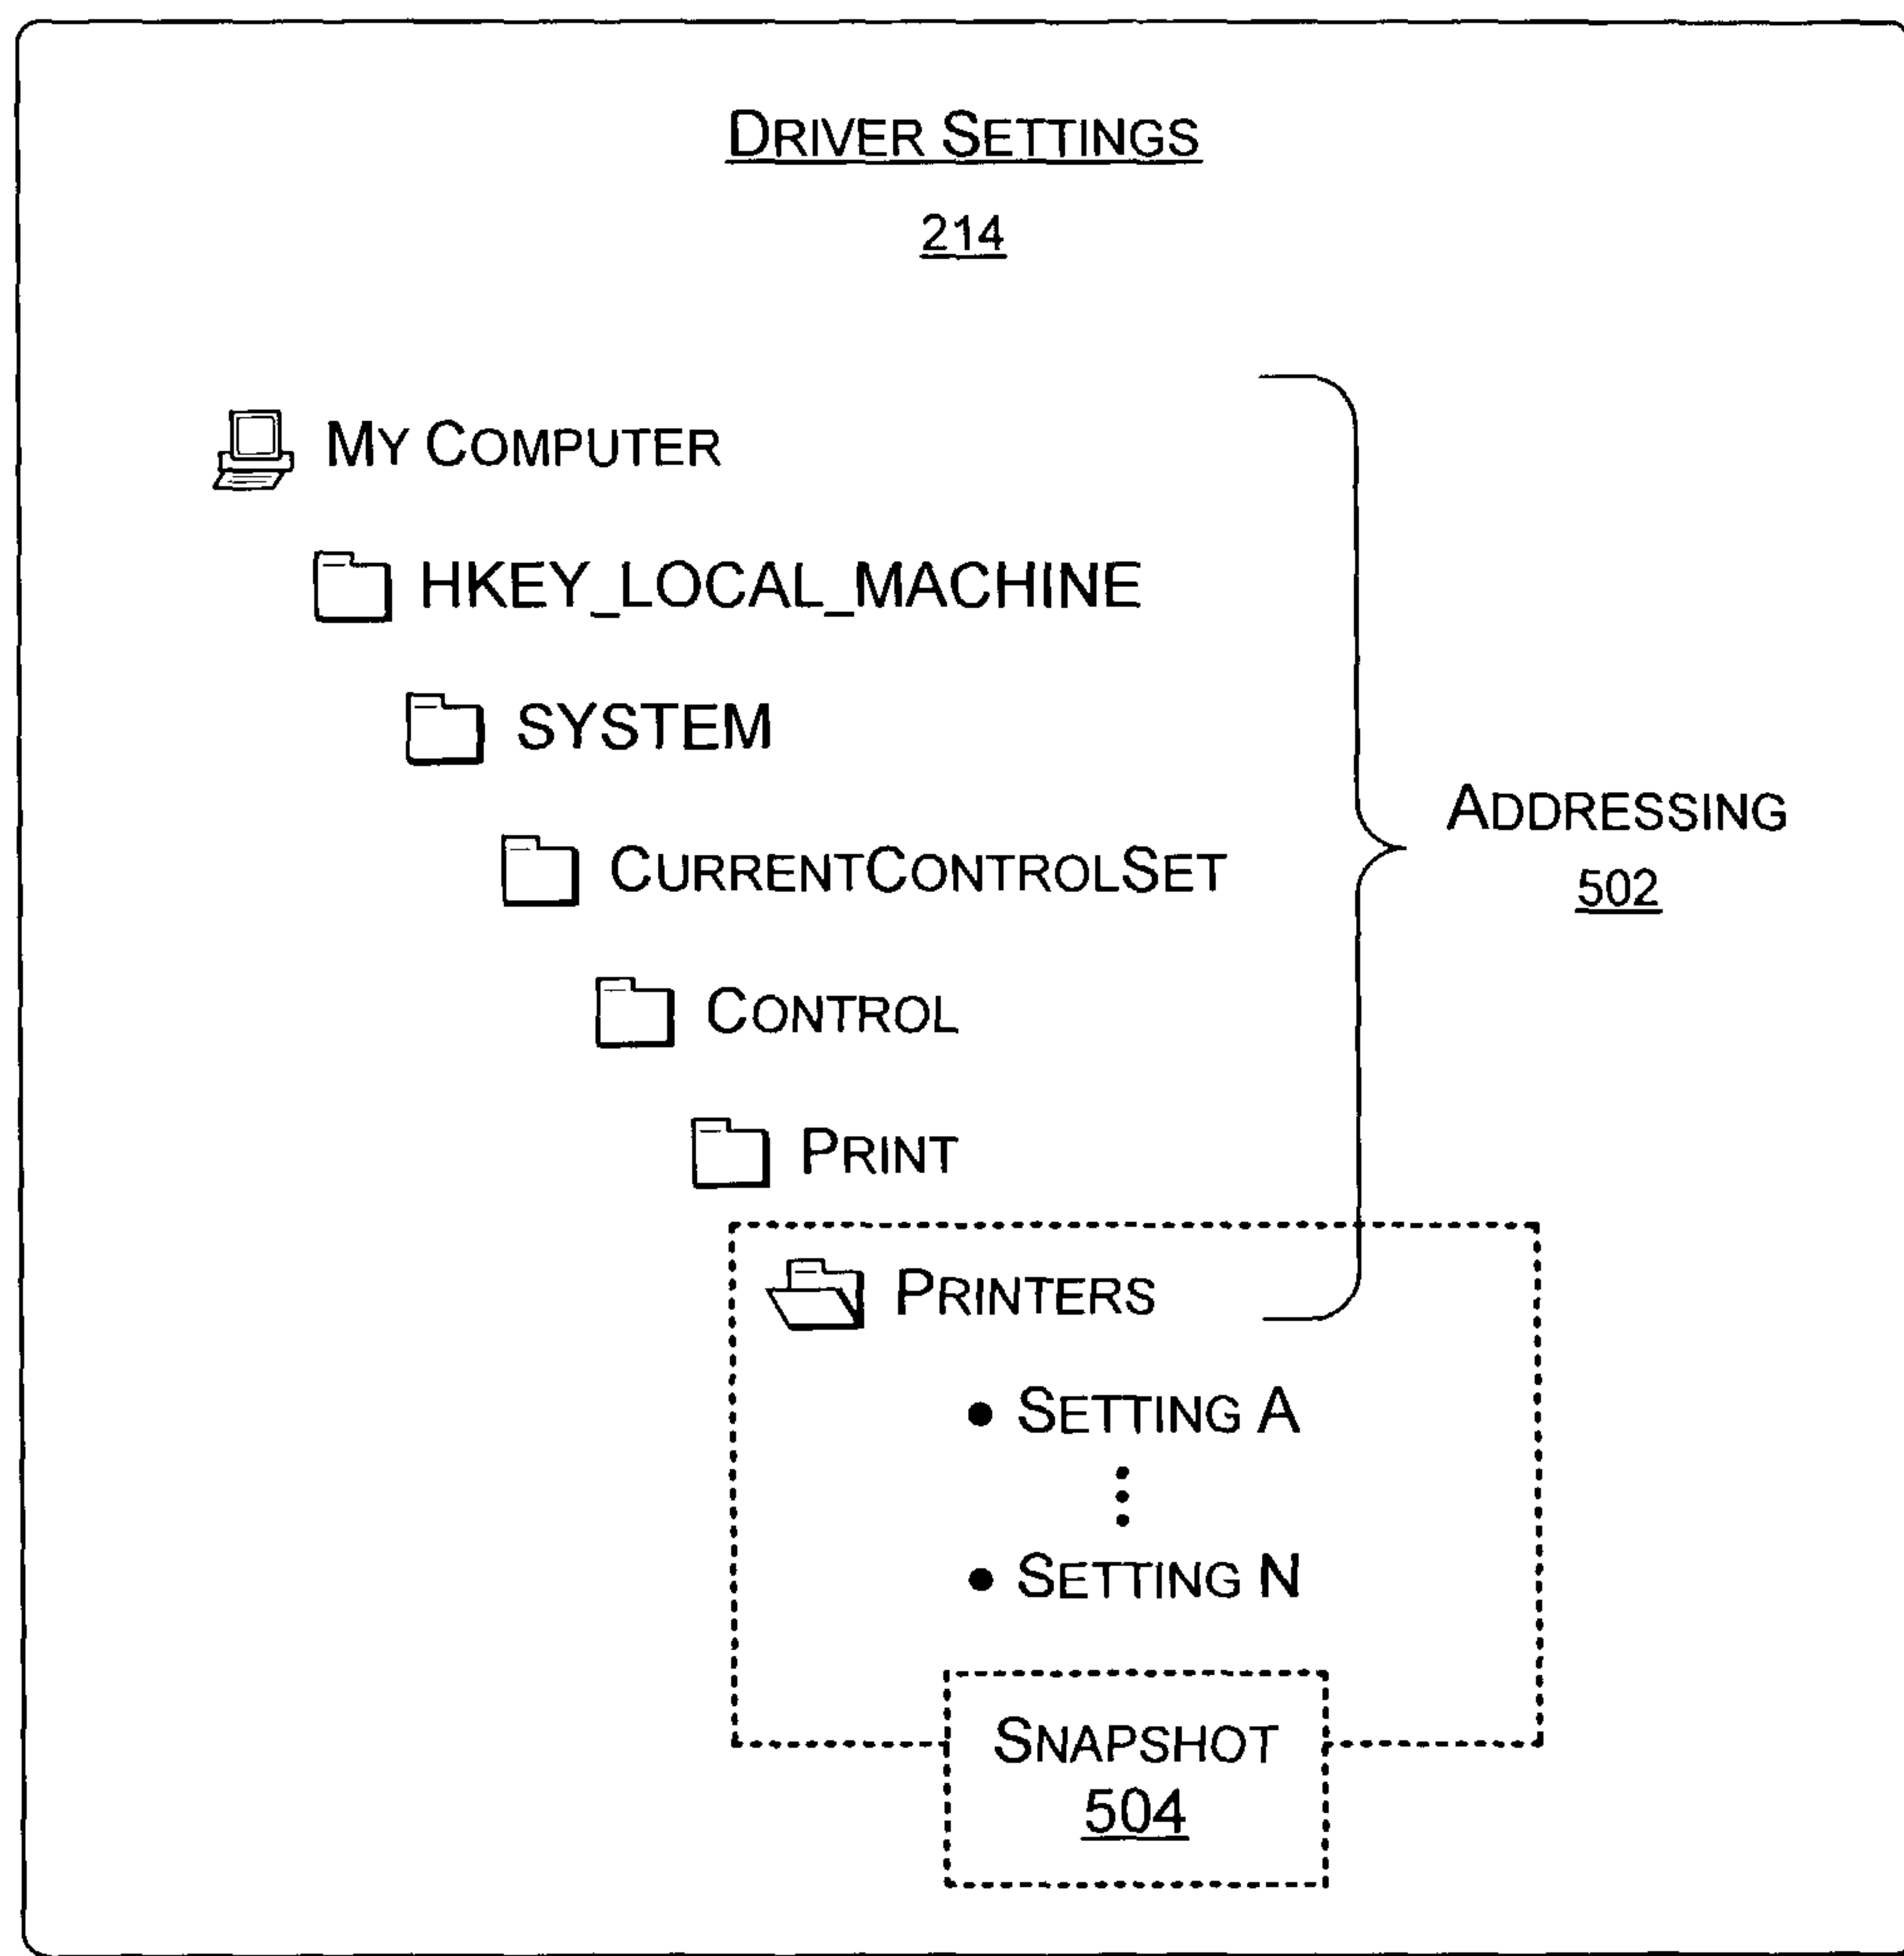 DRIVER SETTINGS
214
MY COMPUTER
HKEY_LOCAL_MACHINE
SYSTEM
CURRENTCONTROLSET
ADDRESSING
502
CONTROL
PRINT
PRINTERS
• SETTING A
• SETTING N
SNAPSHOT
504